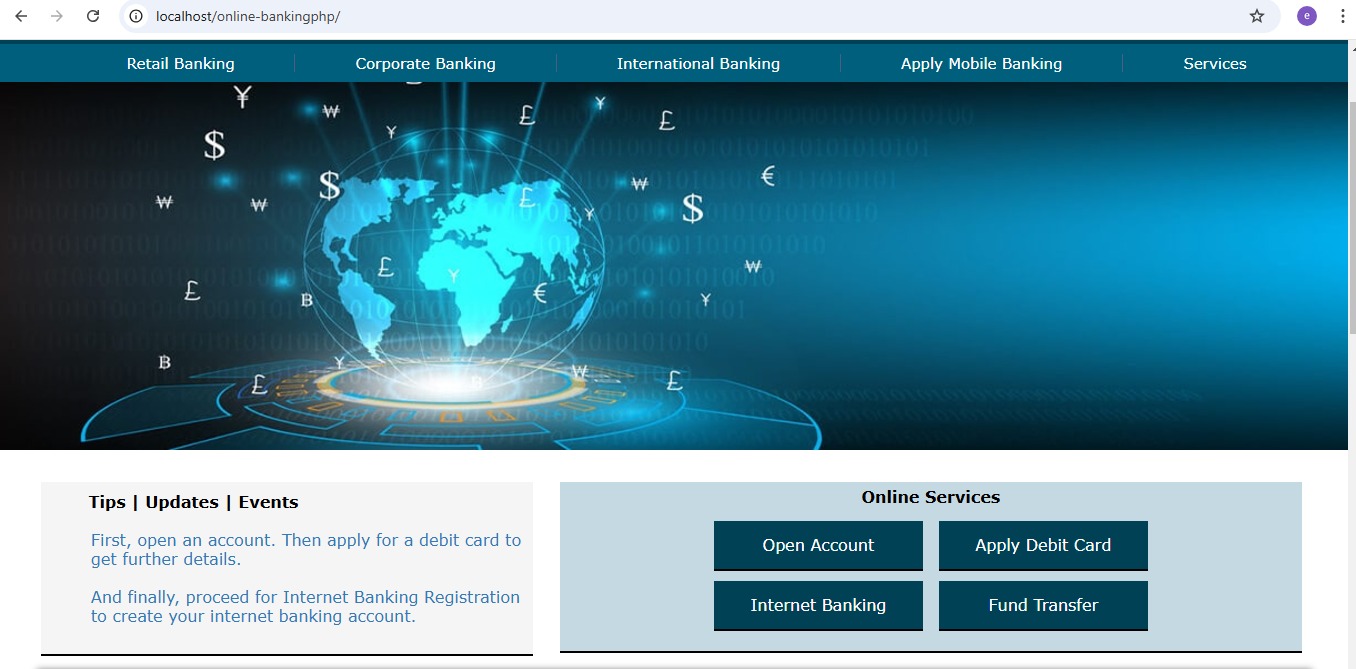 localhost/online-bankingphp/
e
Retail Banking Corporate Banking International Banking Apply Mobile Banking Services
Tips | Updates | Events
First, open an account. Then apply for a debit card to
get further details.
And finally, proceed for Internet Banking Registration
to create your internet banking account.
Online Services
Open Account Apply Debit Card
Internet Banking Fund Transfer